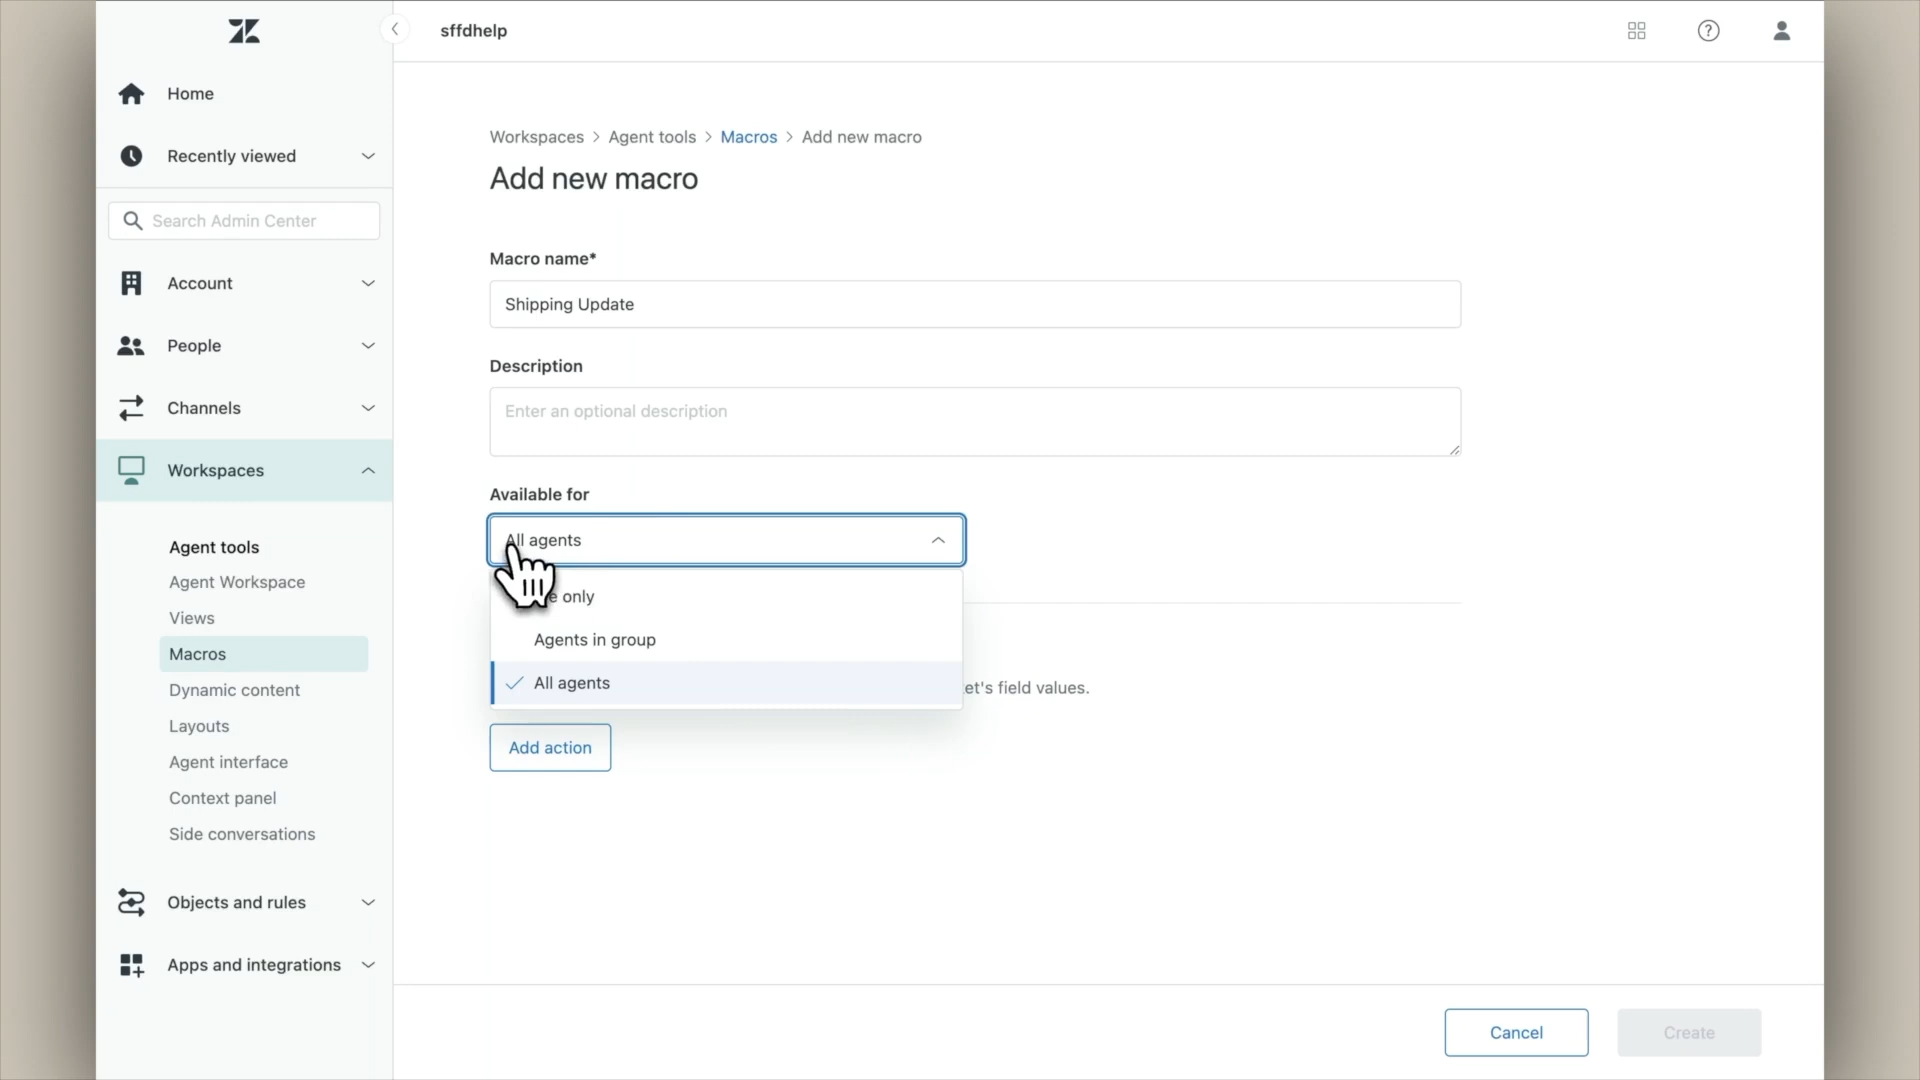 sffdhelp
Home
Recently viewed
Search Admin Center
Account
People
Channels
Workspaces
Agent tools
Agent Workspace
Views
Macros
Dynamic content
Layouts
Agent interface
Context panel
Side conversations
Objects and rules
Apps and integrations
Workspaces > Agent tools > Macros > Add new macro
Add new macro
Macro name*
Shipping Update
Description
Enter an optional description
Available for
All agents
only
Agents in group
All agents
field values.
Add action
Cancel
Create